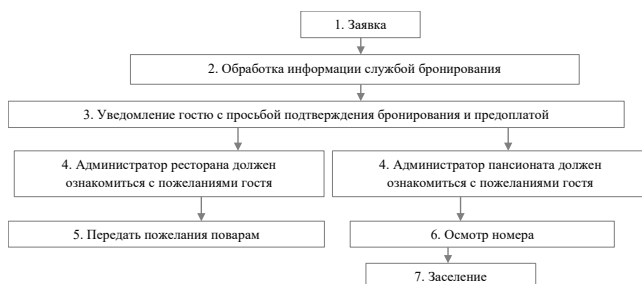 1. Заявка
2. Обработка информации службой бронирования
3. Уведомление гостю с просьбой подтверждения бронирования и предоплатой
4. Администратор ресторана должен
ознакомиться с пожеланиями гостя
4. Администратор пансионата должен
ознакомиться с пожеланиями гостя
5. Передать пожелания поварам
6. Осмотр номера
7. Заселение